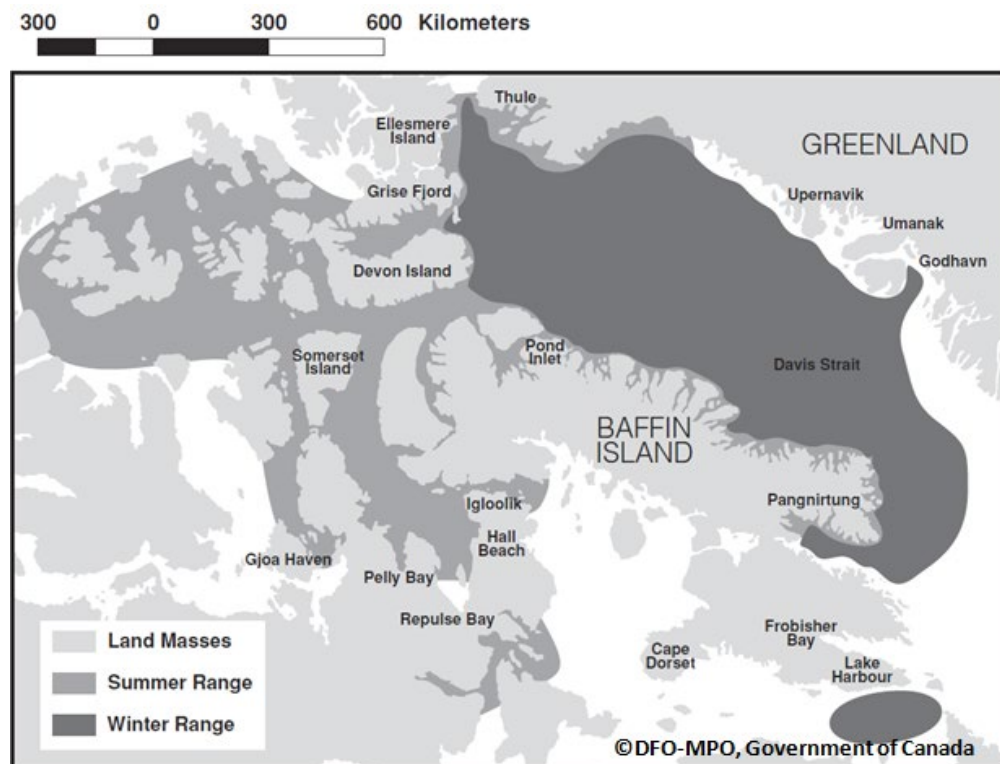 300 0 300 600 Kilometers
Thule
Ellesmere
Island
GREENLAND
Grise Fjord
Upernavik
Umanak
Godhavn
Devon Island
Somerset
Island
Pond
Inlet
Davis Strait
BAFFIN
ISLAND
Igloolik
Pangnirtung
Hall
Beach
Gjoa Haven
Pelly Bay
Repulse Bay
Frobisher
Bay
Cape
Dorset
Lake
Harbour
Land Masses
Summer Range
Winter Range
©DFO-MPO, Government of Canada